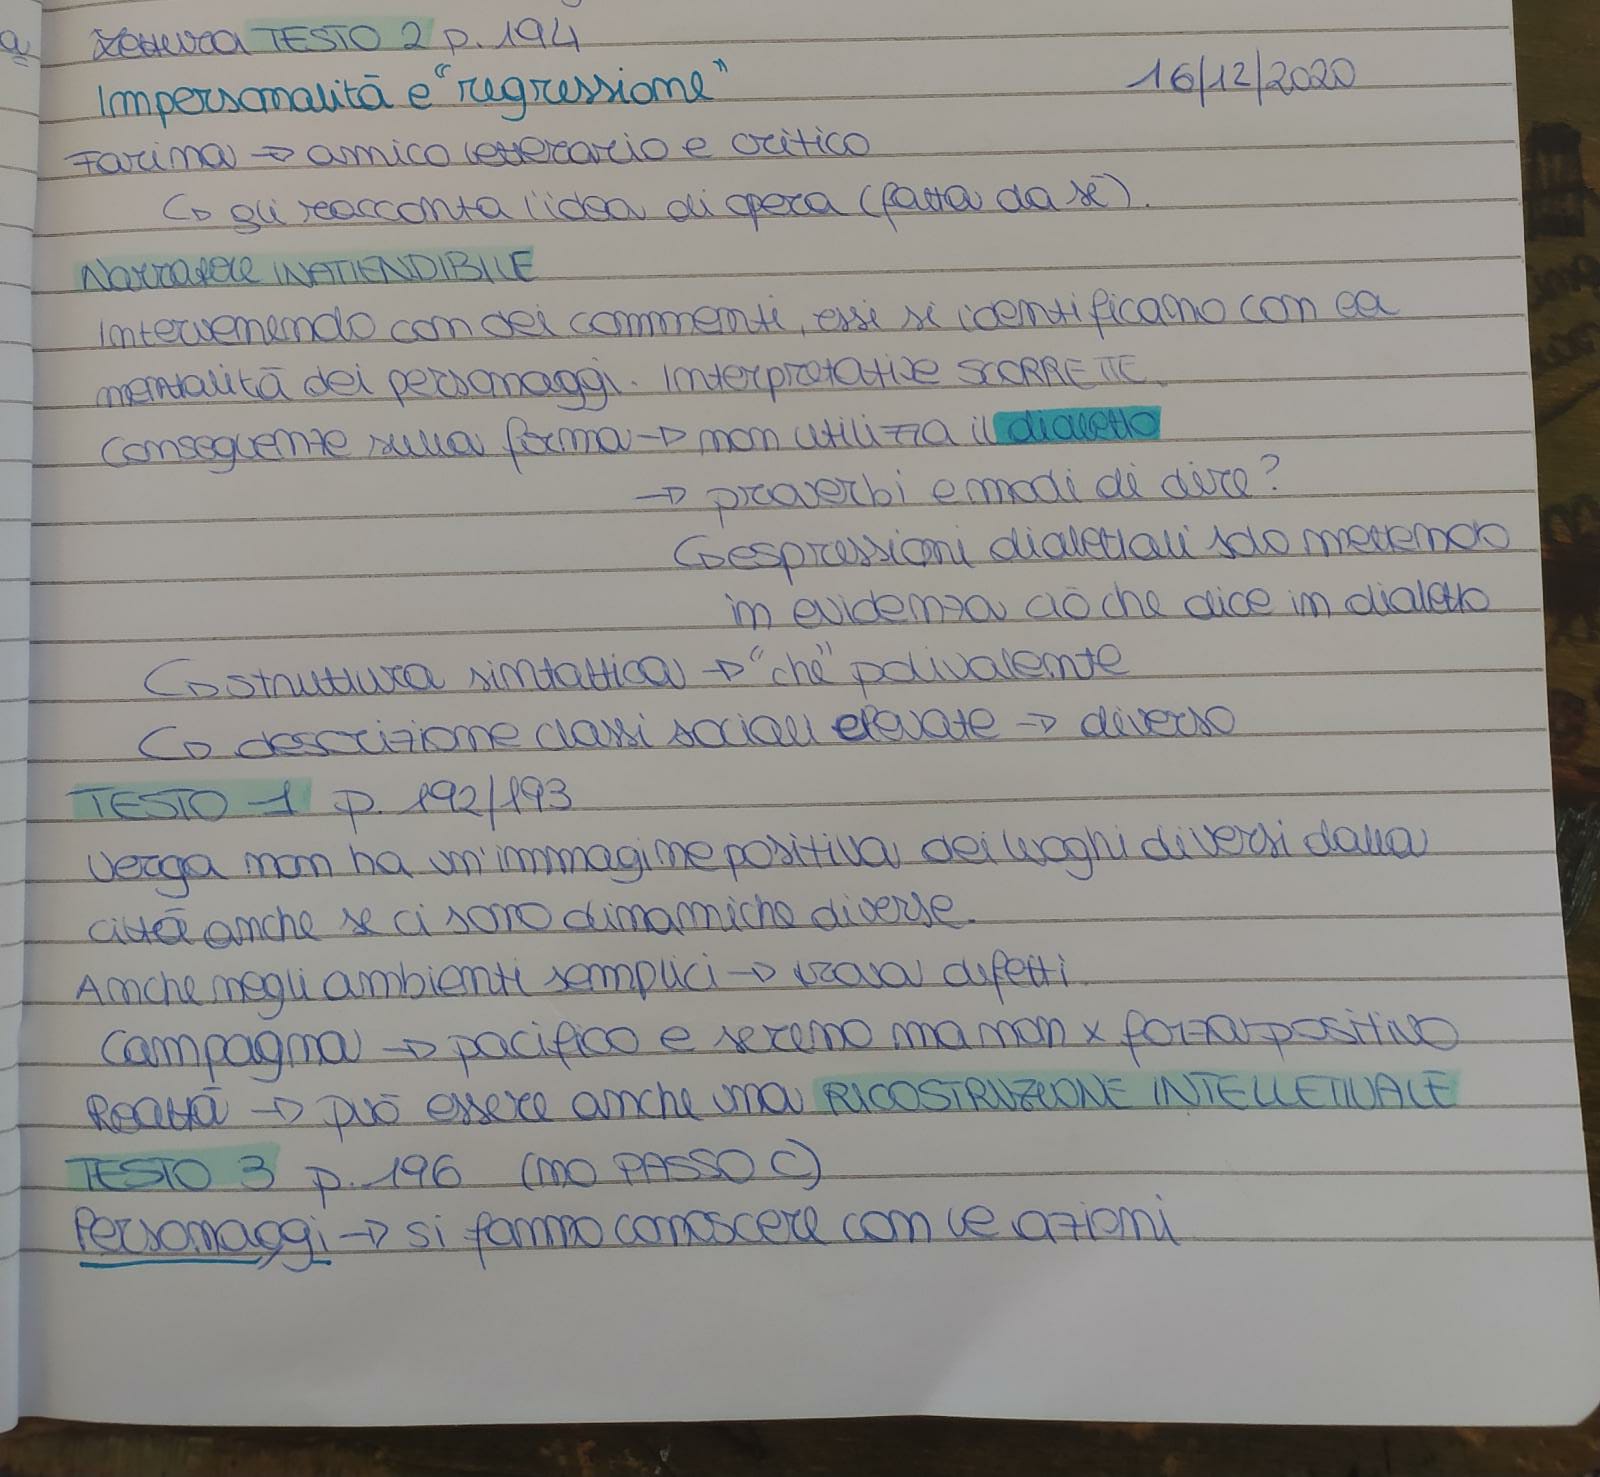 Lettura TESTO 2 p. 194
Impersonalità e "regressione" 16/12/2020
Farina → amico letterario e critico
↳ gli racconta l'idea di opera (fatta da sé).
Narratore INATTENDIBILE
Intervenendo con dei commenti, essi si identificano con la
mentalità dei personaggi. Interpretative SCORRETTE.
Conseguenze sulla forma → non utilizza il dialetto
→ proverbi e modi di dire?
↳ espressioni dialettali solo mettendo
in evidenza ciò che dice in dialetto
↳ struttura sintattica → "che" polivalente
↳ descrizione classi sociali elevate → diverso
TESTO 1 p. 192/193
Verga non ha un'immagine positiva dei luoghi diversi dalla
città anche se ci sono dinamiche diverse.
Anche negli ambienti semplici → trova difetti
Campagna → pacifico e sereno ma non x forza positivo
Realtà → può essere anche una RICOSTRUZIONE INTELLETTUALE
TESTO 3 p. 196 (no PASSO C)
Personaggi → si fanno conoscere con le azioni